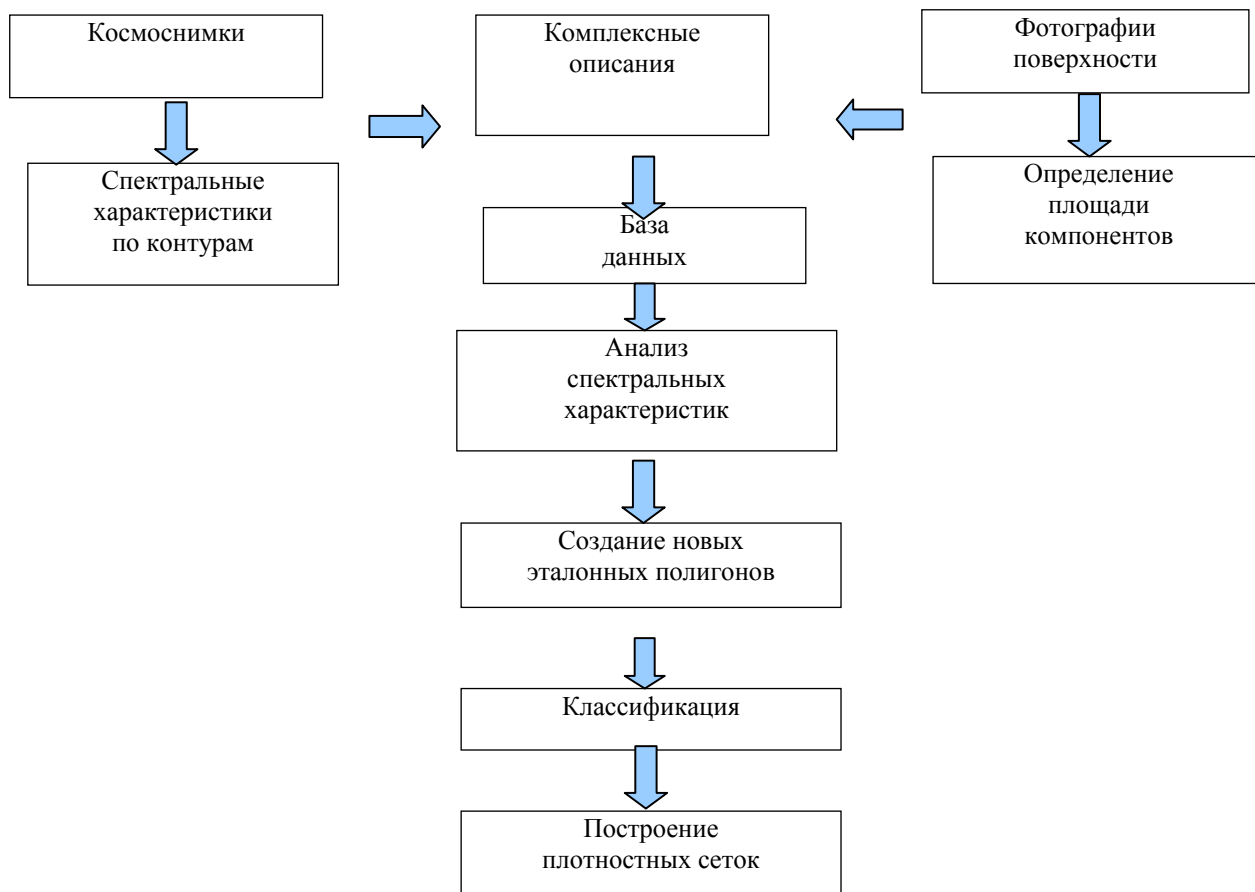 Космоснимки
Комплексные
описания
Фотографии
поверхности
Спектральные
характеристики
по контурам
Определение
площади
компонентов
База
данных
Анализ
спектральных
характеристик
Создание новых
эталонных полигонов
Классификация
Построение
плотностных сеток